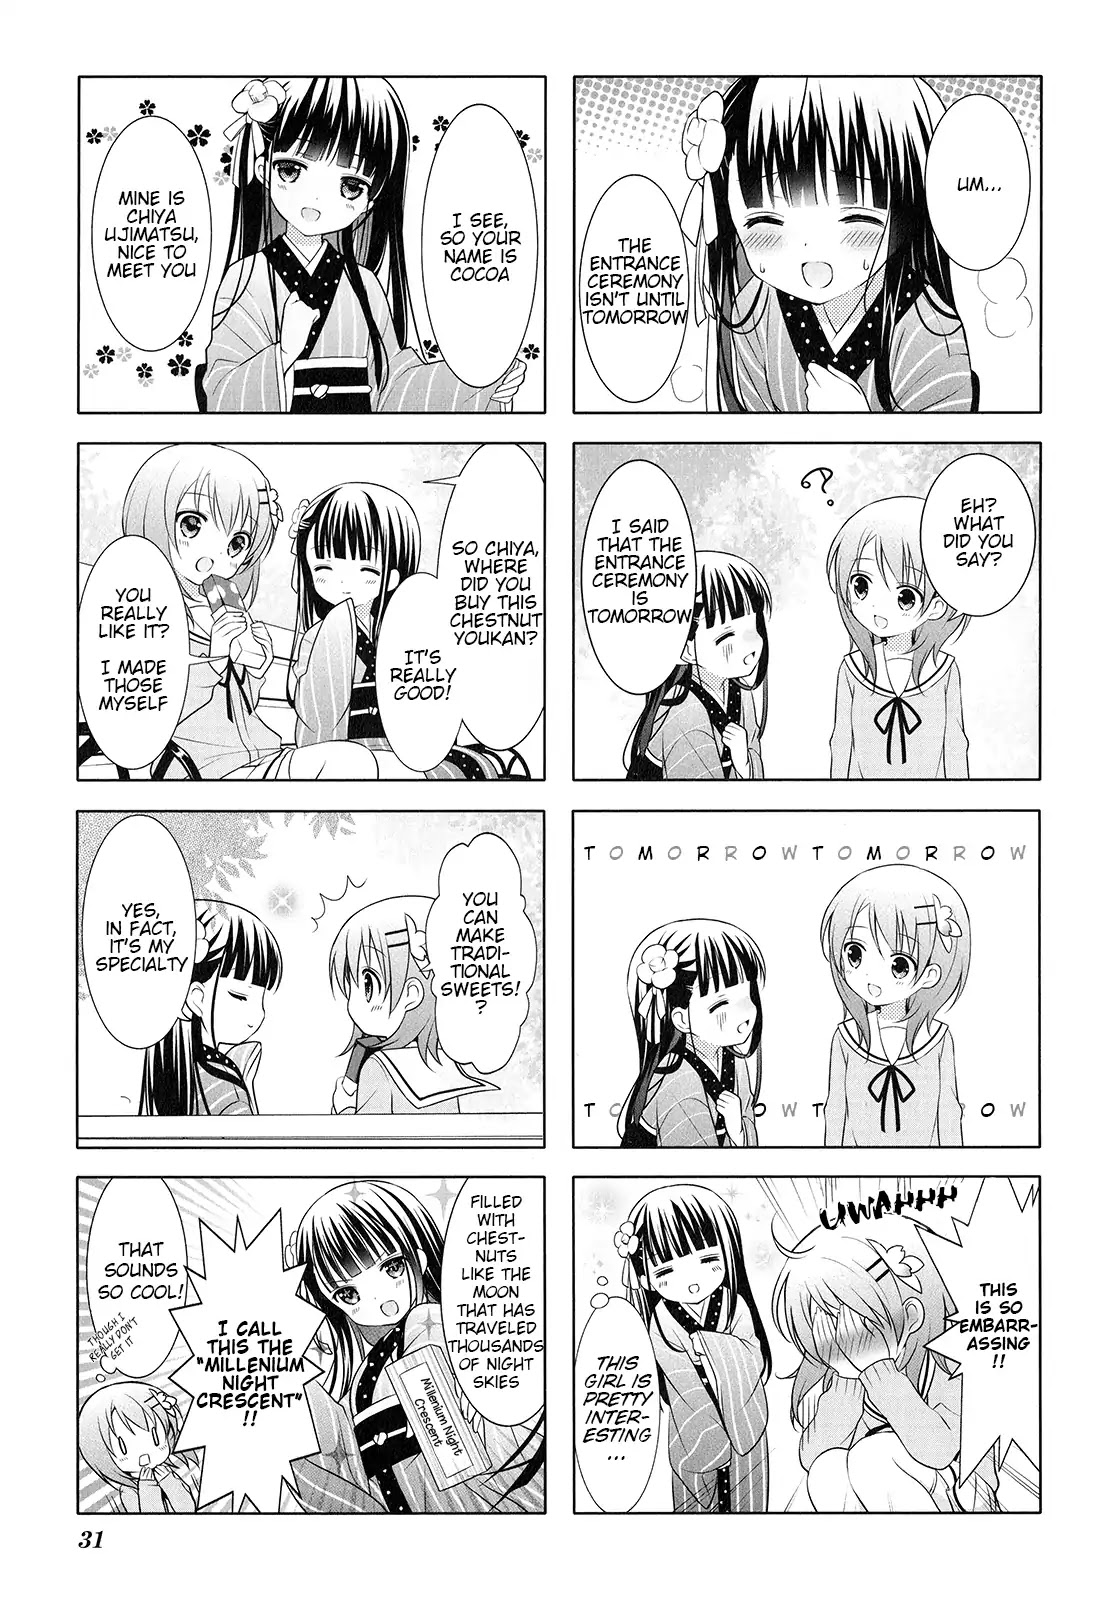 UM...
THE
ENTRANCE
CEREMONY
ISN'T UNTIL
TOMORROW
EH?
WHAT
DID YOU
SAY?
?
I SAID
THAT THE
ENTRANCE
CEREMONY
IS
TOMORROW
TOMORROWTOMORROW
TO OWT ROW
UWAHHH
THIS
IS SO
EMBARR-
ASSING
!!
THIS
GIRL IS
PRETTY
INTER-
ESTING
...
I SEE,
SO YOUR
NAME IS
COCOA
MINE IS
CHIYA
UJIMATSU,
NICE TO
MEET YOU
SO CHIYA,
WHERE
DID YOU
BUY THIS
CHESTNUT
YOUKAN?
IT'S
REALLY
GOOD!
YOU
REALLY
LIKE IT?
I MADE
THOSE
MYSELF
YOU
CAN
MAKE
TRADI-
TIONAL
SWEETS!
?
YES,
IN FACT,
IT'S MY
SPECIALTY
FILLED
WITH
CHEST-
NUTS
LIKE THE
MOON
THAT HAS
TRAVELED
THOUSANDS
OF NIGHT
SKIES
Millenium Night
Crescent
I CALL
THIS THE
"MILLENIUM
NIGHT
CRESCENT"
!!
THAT
SOUNDS
SO COOL!
THOUGH I
REALLY DON'T
GET IT
31